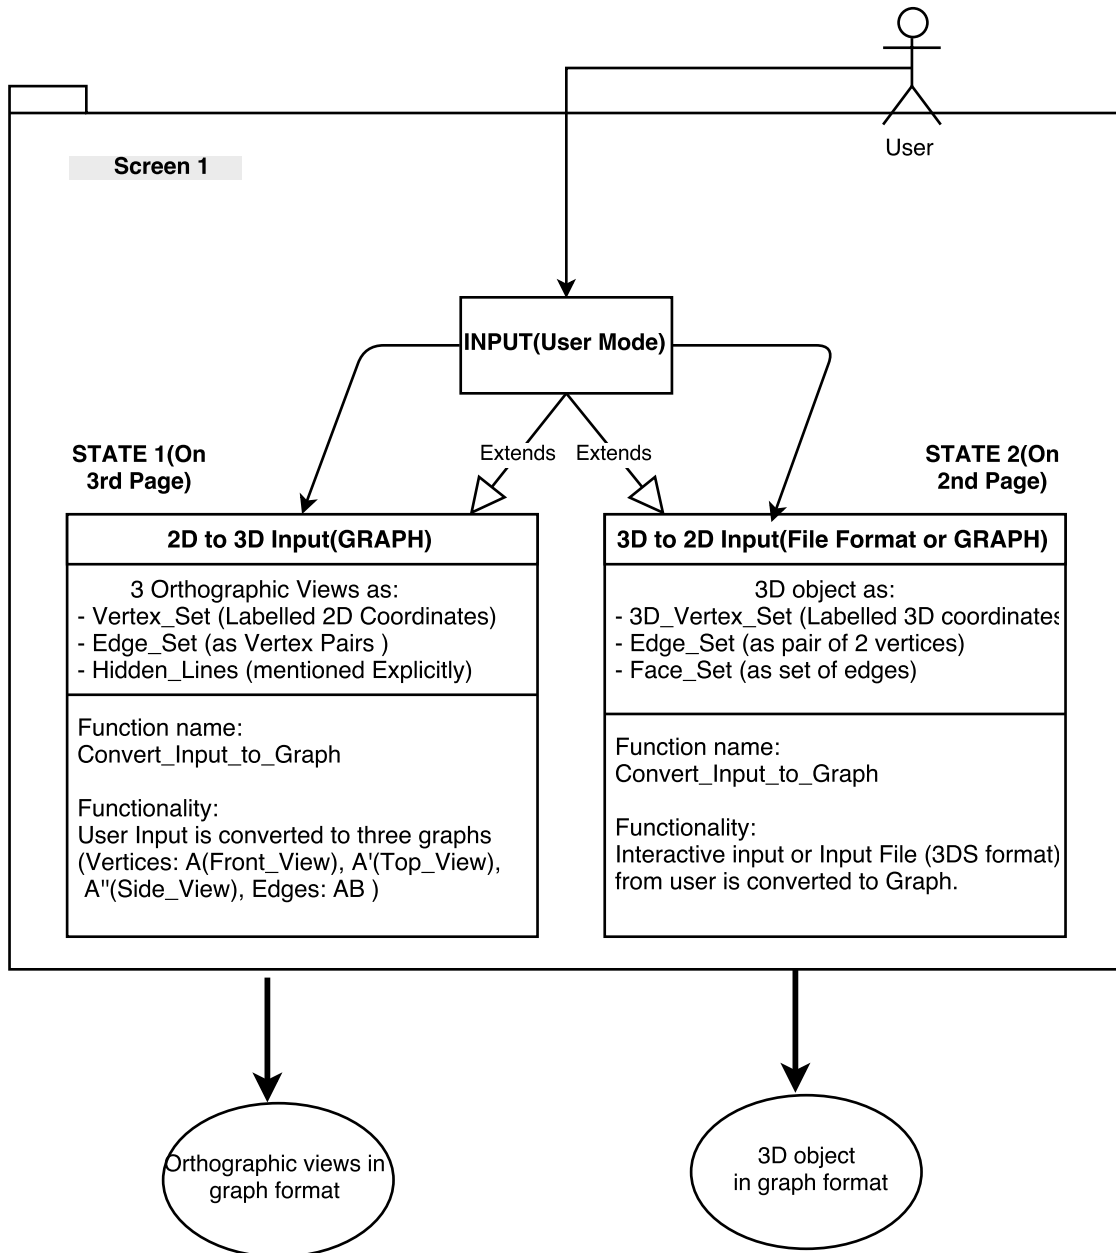 User
Screen 1
INPUT(User Mode)
Extends
Extends
STATE 1(On
3rd Page)
STATE 2(On
2nd Page)
2D to 3D Input(GRAPH)
3 Orthographic Views as:
- Vertex_Set (Labelled 2D Coordinates)
- Edge_Set (as Vertex Pairs )
- Hidden_Lines (mentioned Explicitly)
Function name:
Convert_Input_to_Graph
Functionality:
User Input is converted to three graphs
(Vertices: A(Front_View), A'(Top_View),
A"(Side_View), Edges: AB )
3D to 2D Input(File Format or GRAPH)
3D object as:
- 3D_Vertex_Set (Labelled 3D coordinates
- Edge_Set (as pair of 2 vertices)
- Face_Set (as set of edges)
Function name:
Convert_Input_to_Graph
Functionality:
Interactive input or Input File (3DS format)
from user is converted to Graph.
Orthographic views in
graph format
3D object
in graph format